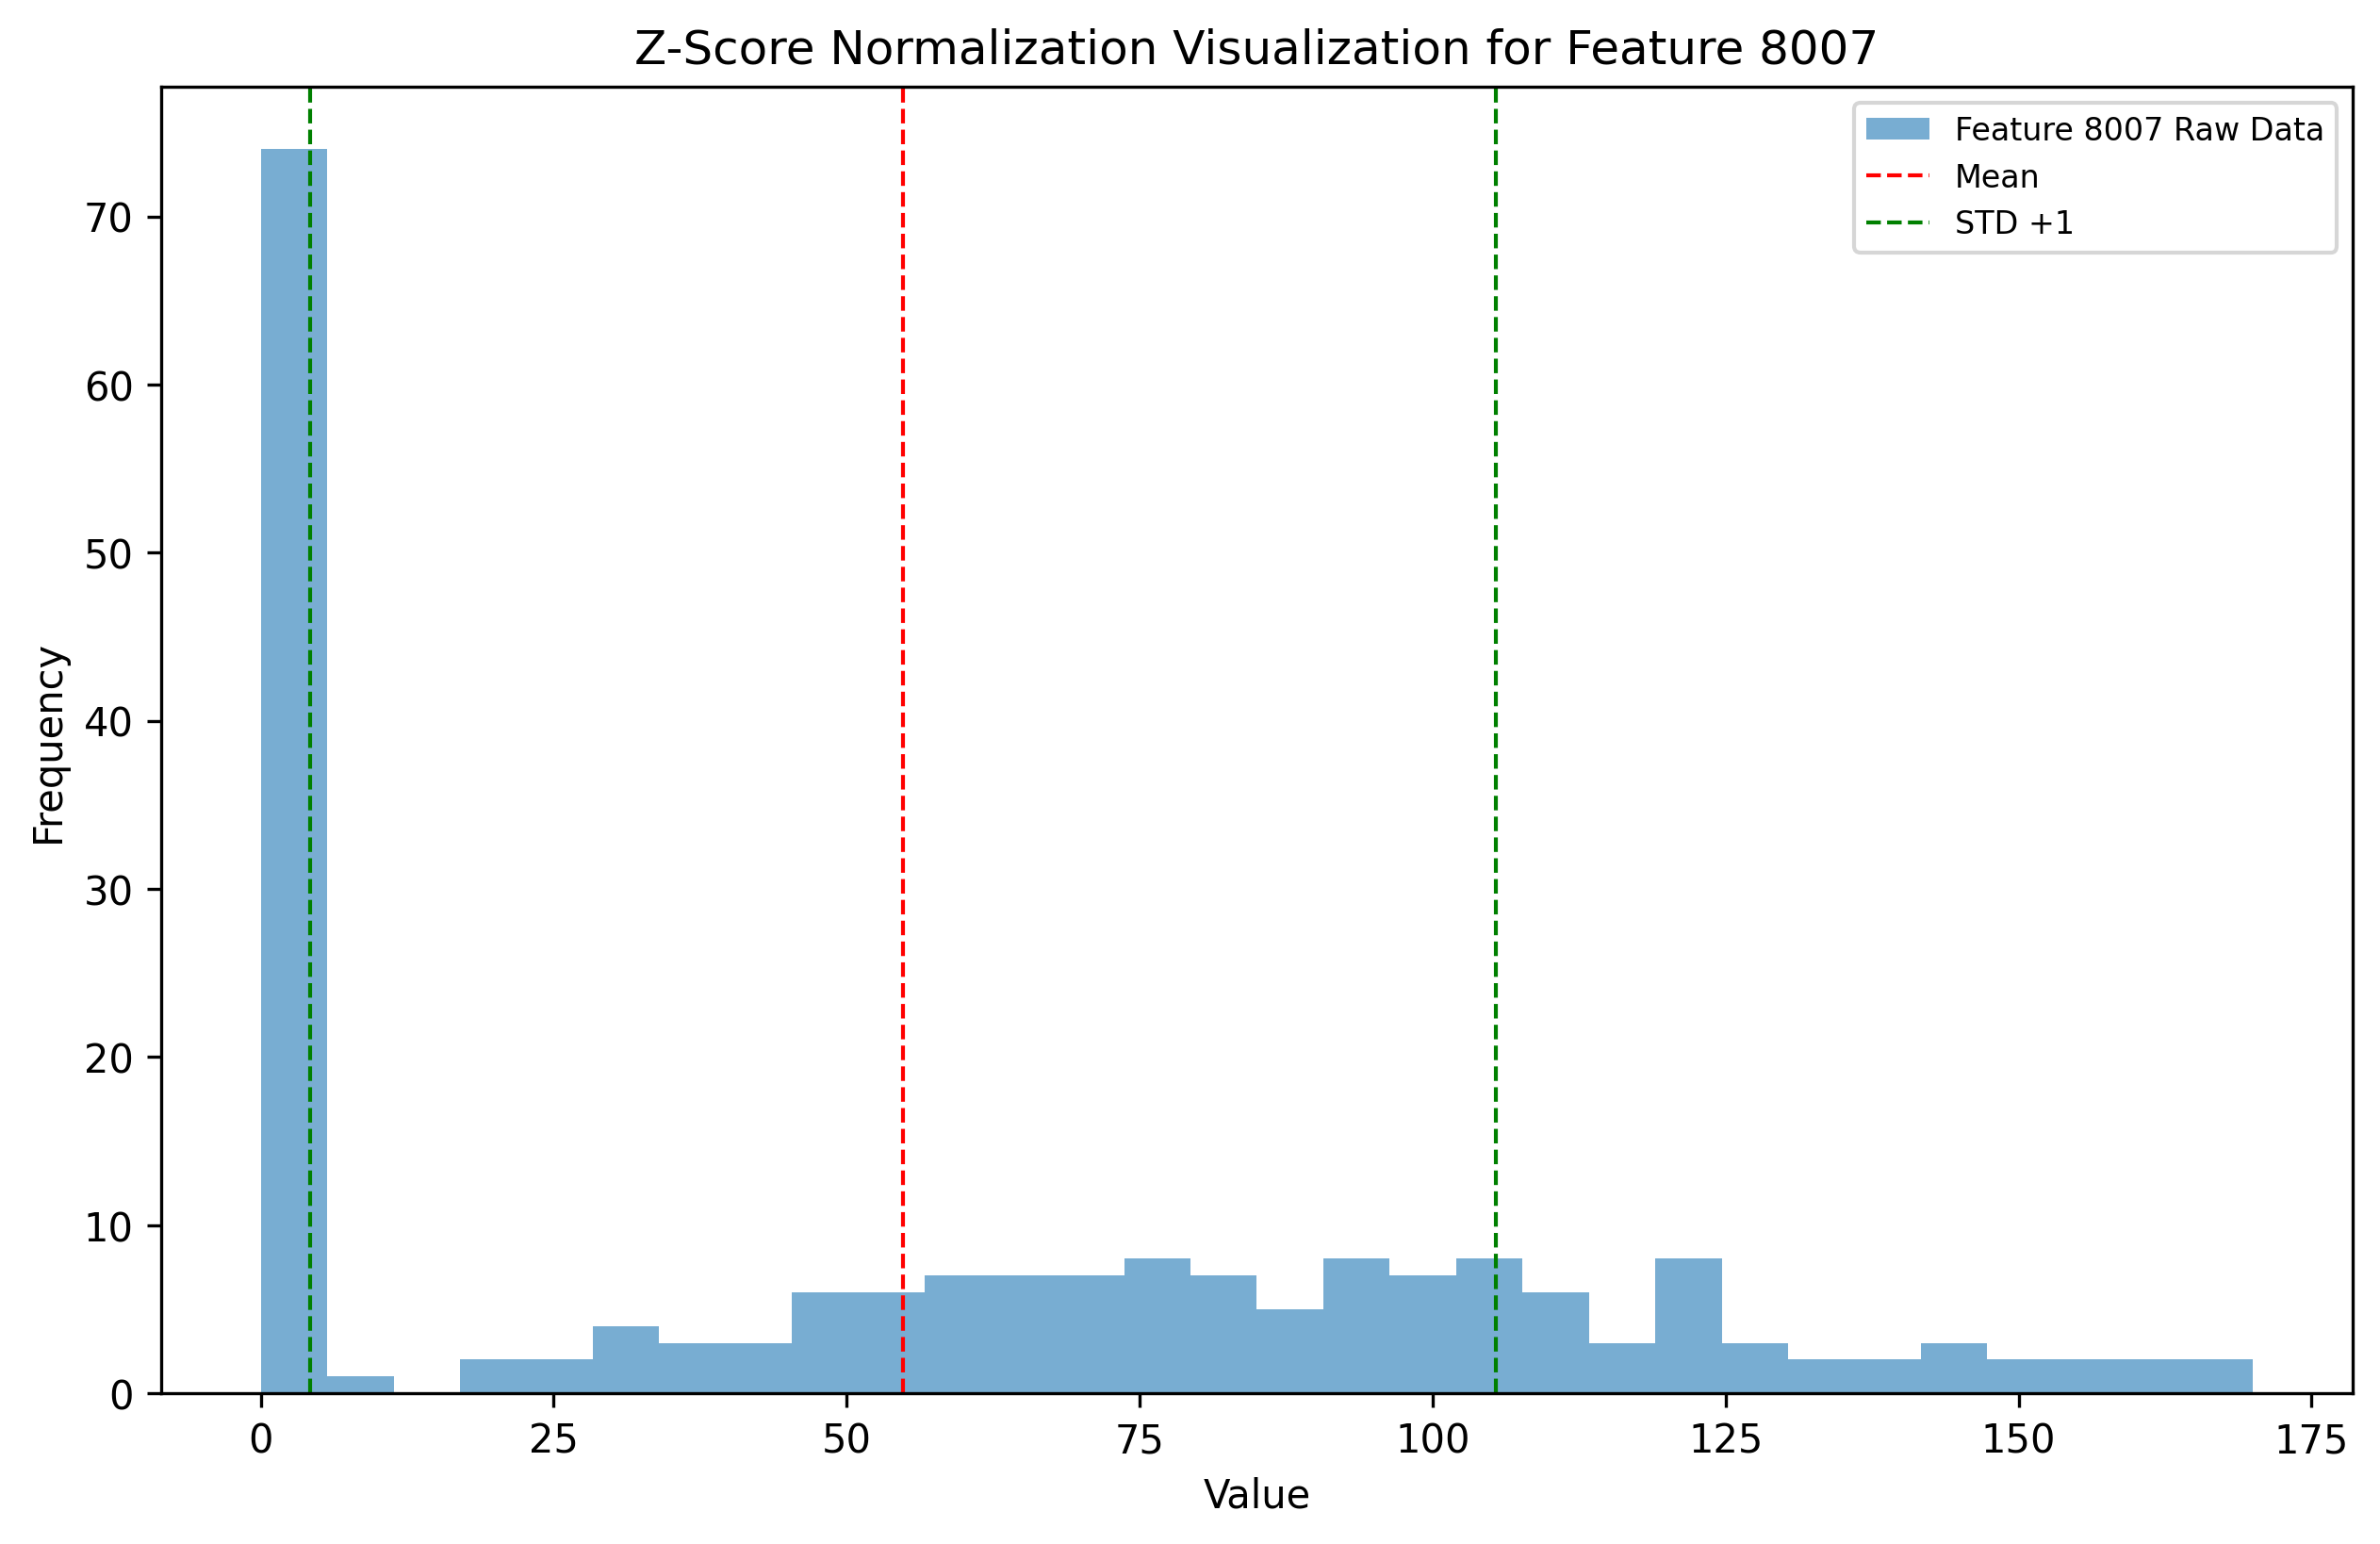 Z-Score Normalization Visualization for Feature 8007
Feature 8007 Raw Data
Mean
STD +1
70
60
50
40
30
20
10
0
Frequency
0 25 50 75 100 125 150 175
Value